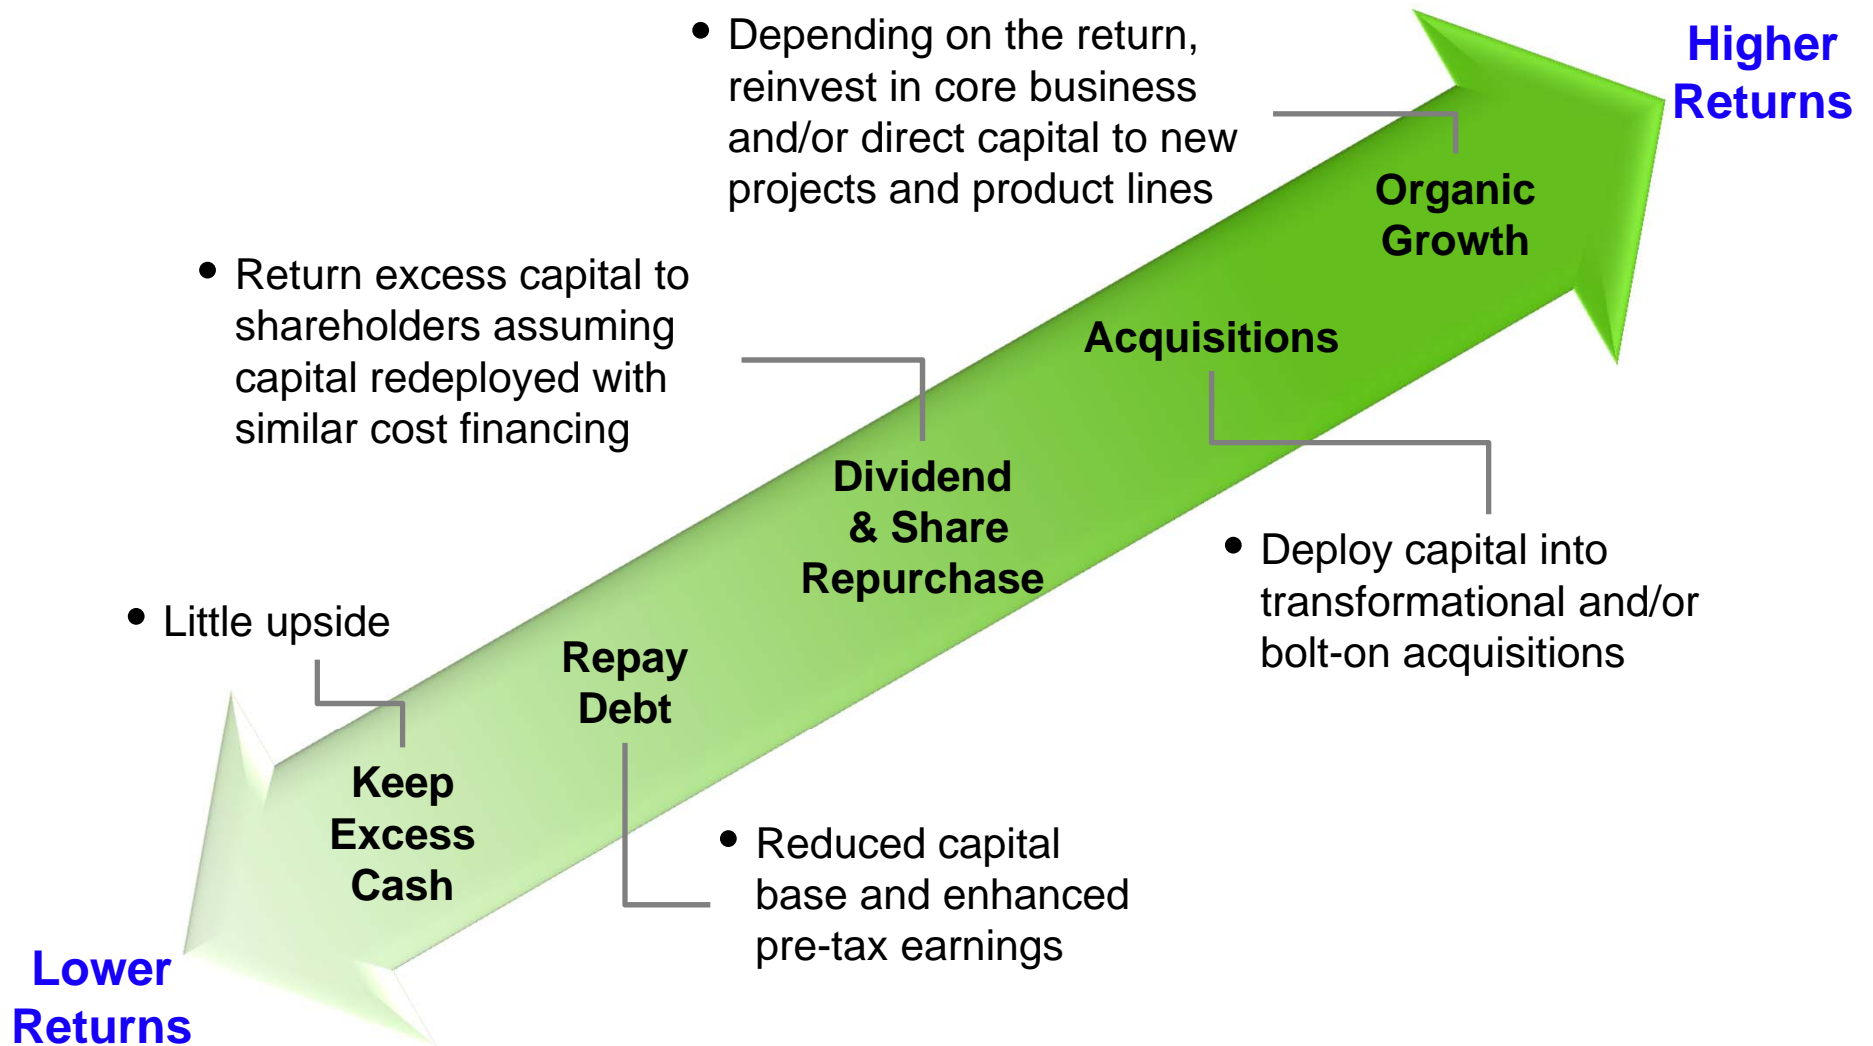 • Depending on the return,
reinvest in core business
and/or direct capital to new
projects and product lines
Higher
Returns
Organic
Growth
• Return excess capital to
shareholders assuming
capital redeployed with
similar cost financing
Acquisitions
Dividend
& Share
Repurchase
• Deploy capital into
transformational and/or
bolt-on acquisitions
• Little upside
Repay
Debt
Keep
Excess
Cash
• Reduced capital
base and enhanced
pre-tax earnings
Lower
Returns